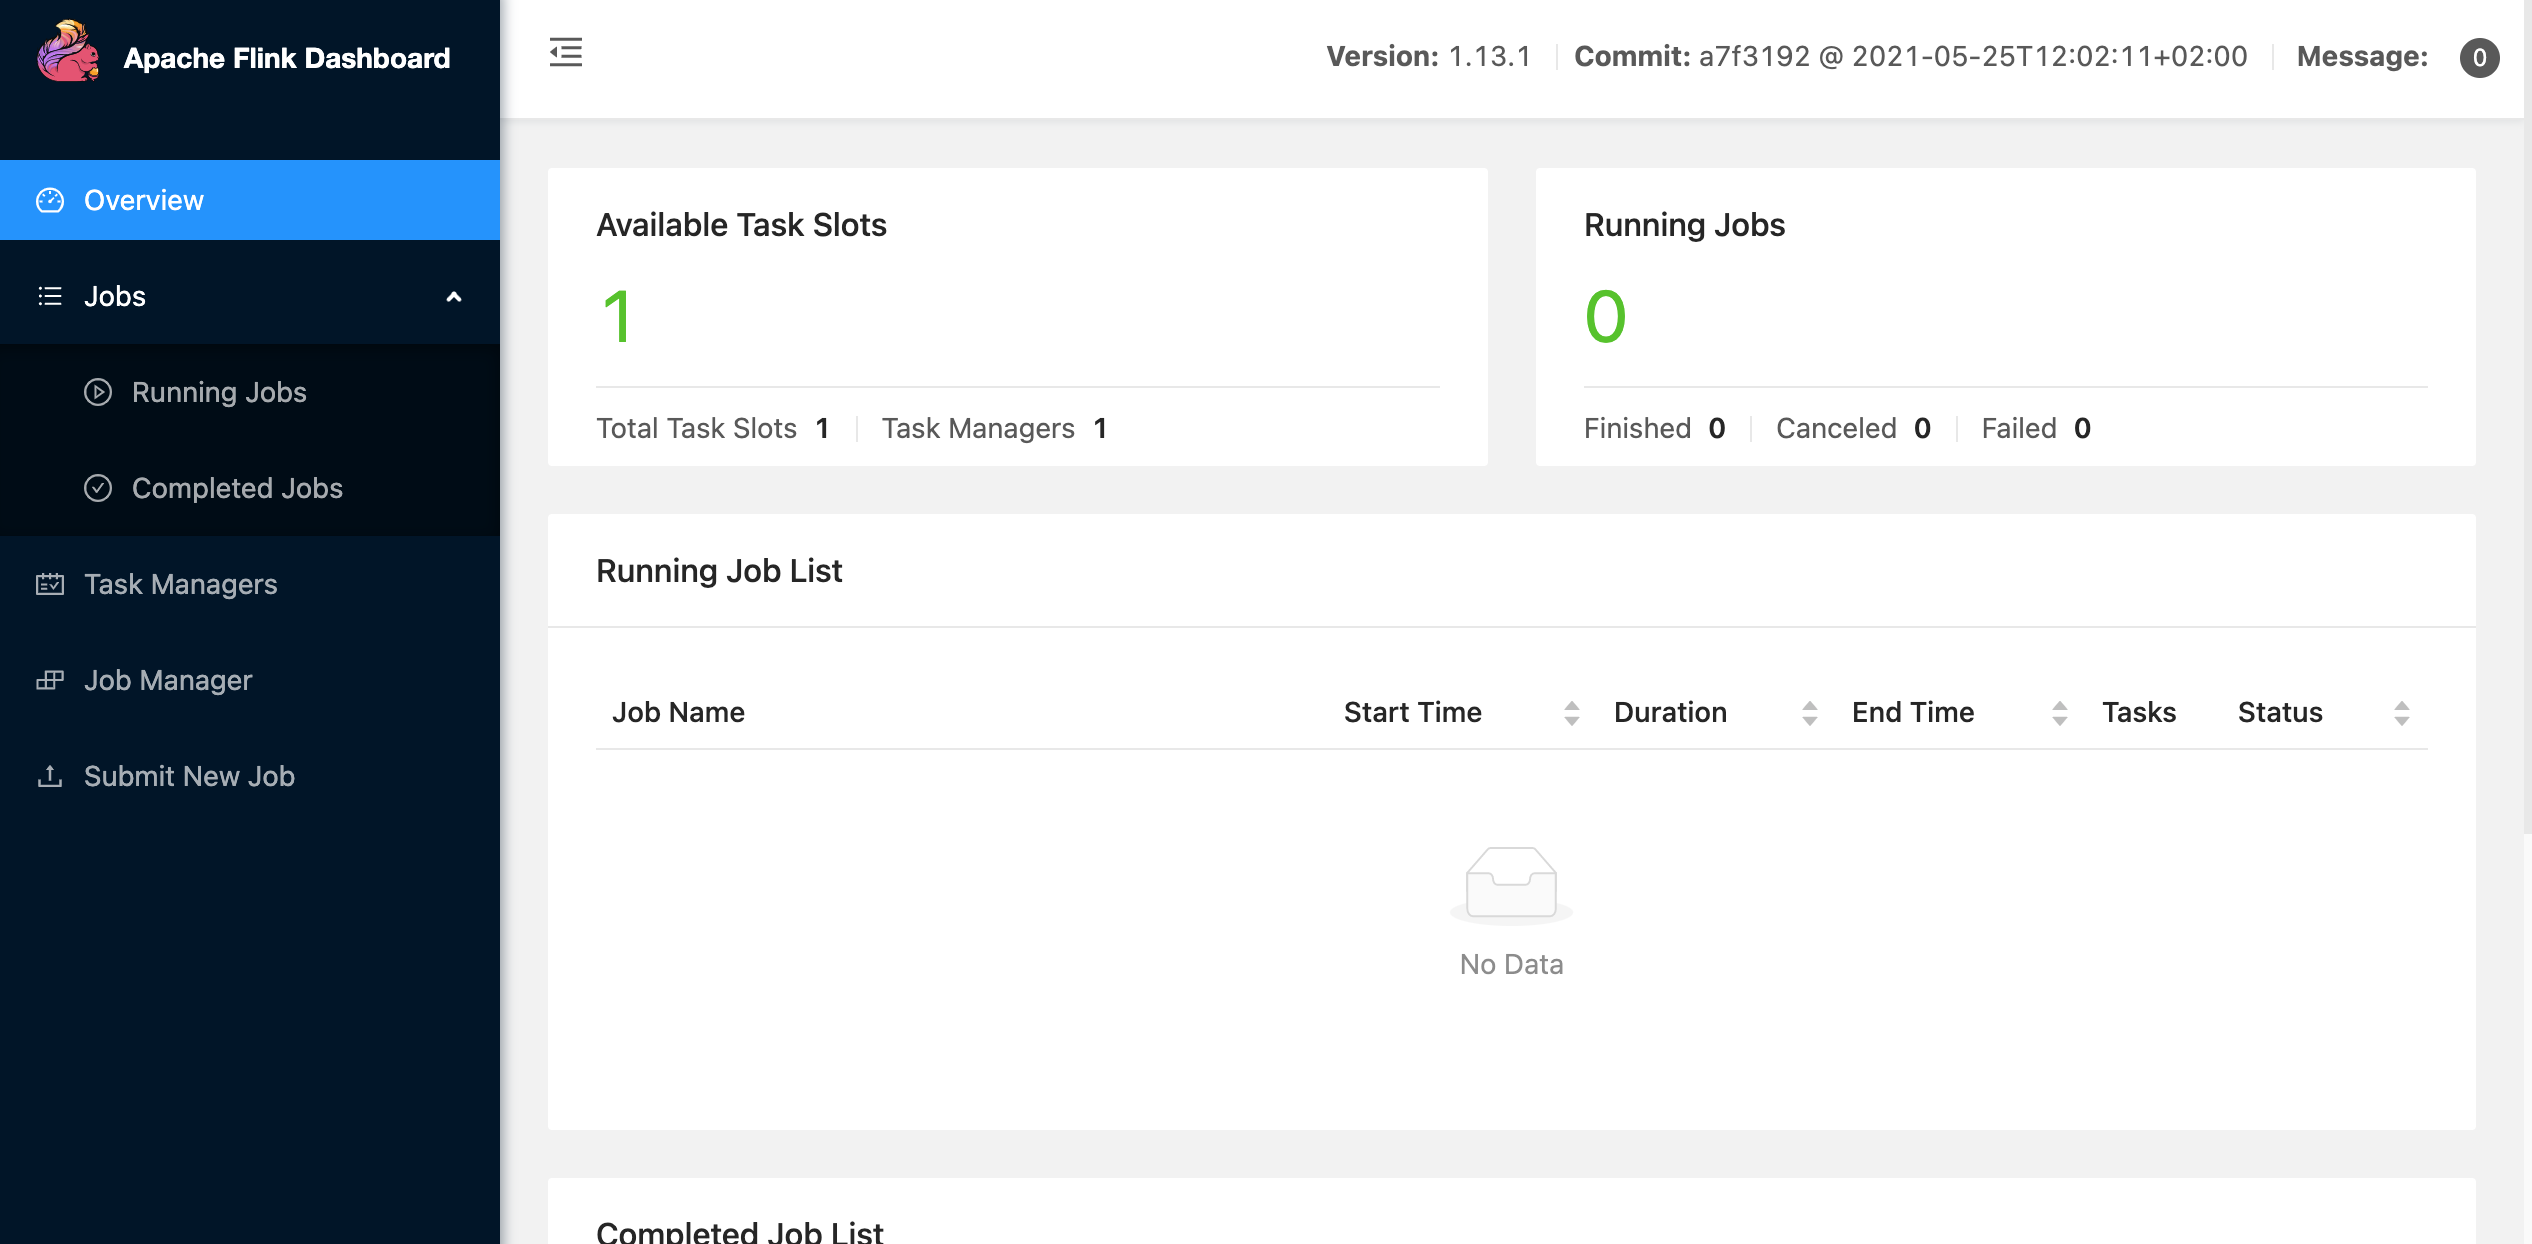 Apache Flink Dashboard
Version: 1.13.1 Commit: a7f3192 @ 2021-05-25T12:02:11+02:00 Message: 0
Overview
Jobs
Running Jobs
Completed Jobs
Task Managers
Job Manager
Submit New Job
Available Task Slots
1
Total Task Slots 1 Task Managers 1
Running Jobs
0
Finished 0 Canceled 0 Failed 0
Running Job List
Job Name Start Time Duration End Time Tasks Status
No Data
Completed Job List